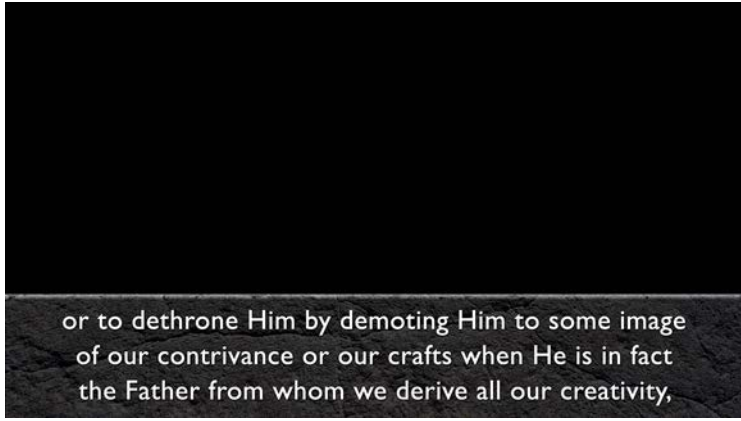 or to dethrone Him by demoting Him to some image
of our contrivance or our crafts when He is in fact
the Father from whom we derive all our creativity,